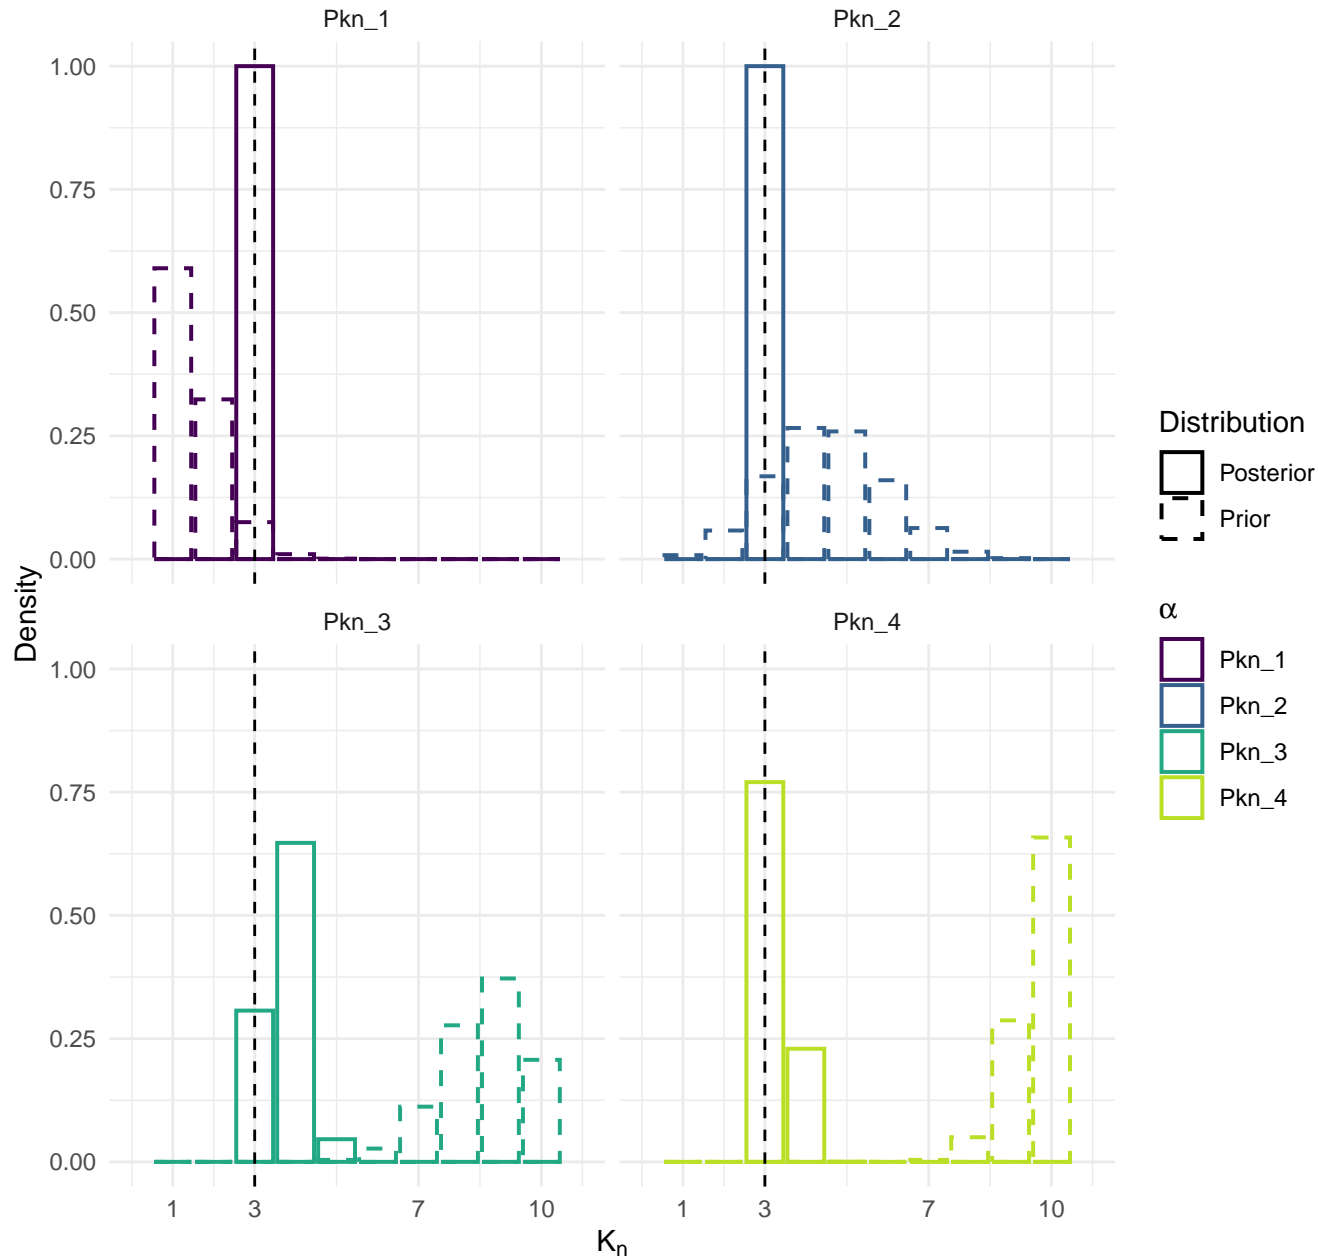 Pkn_1
Pkn_2
1.00
0.75
0.50
0.25
0.00
Pkn_3
Pkn_4
1.00
0.75
0.50
0.25
0.00
1 3 7 10
1 3 7 10
Kn
Density
Distribution
Posterior
Prior
α
Pkn_1
Pkn_2
Pkn_3
Pkn_4